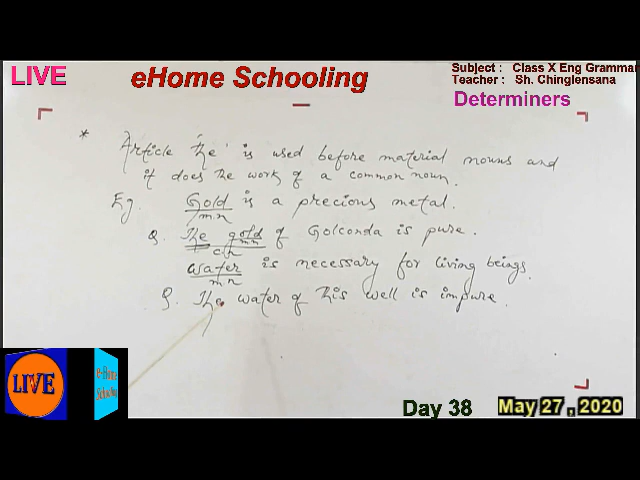 LIVE
eHome Schooling
Subject : Class X Eng Grammar
Teacher : Sh. Chinglensana
Determiners
* Article 'the' is used before material nouns and
it does the work of a common noun.
Eg. Gold is a precious metal.
mn
Q. The gold of Golconda is pure.
mn
cn
Water is necessary for living beings.
mn
Q. The water of this well is impure.
LIVE
e-Home
Schooling
Day 38
May 27 , 2020